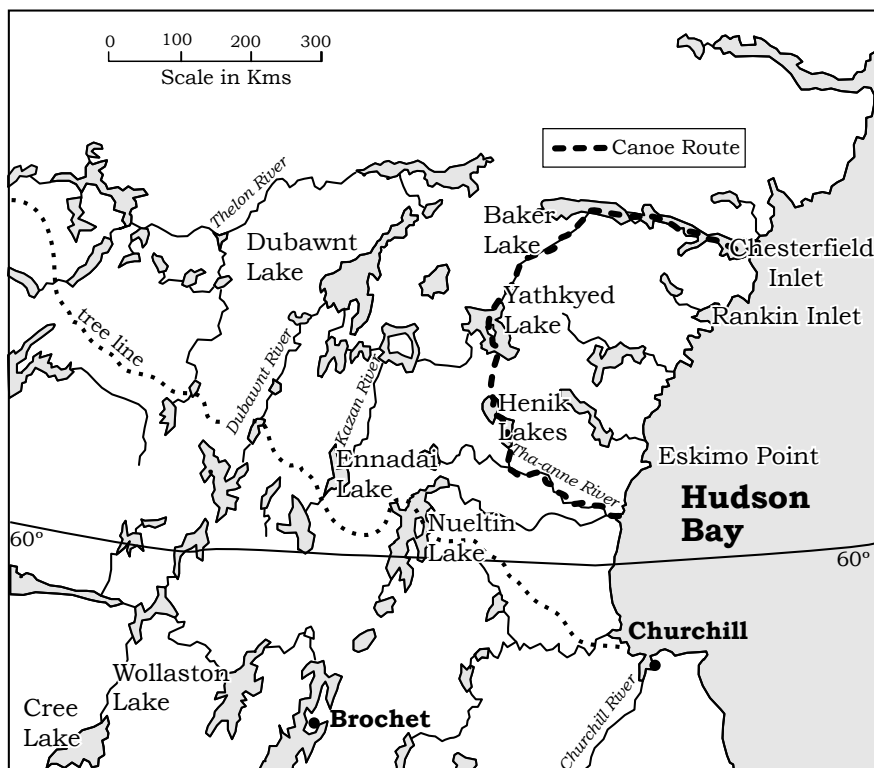 0 100 200 300
Scale in Kms
Canoe Route
Thelon River
Baker
Lake
Dubawnt
Lake
Chesterfield
Inlet
Yathkyed
Lake
Rankin Inlet
tree line
Dubawnt River
Kazan River
Henik
Lakes
Tha-anne River
Eskimo Point
Ennadai
Lake
Hudson
Bay
Nueltin
Lake
60º
60º
Churchill
Wollaston
Lake
Churchill River
Cree
Lake
Brochet